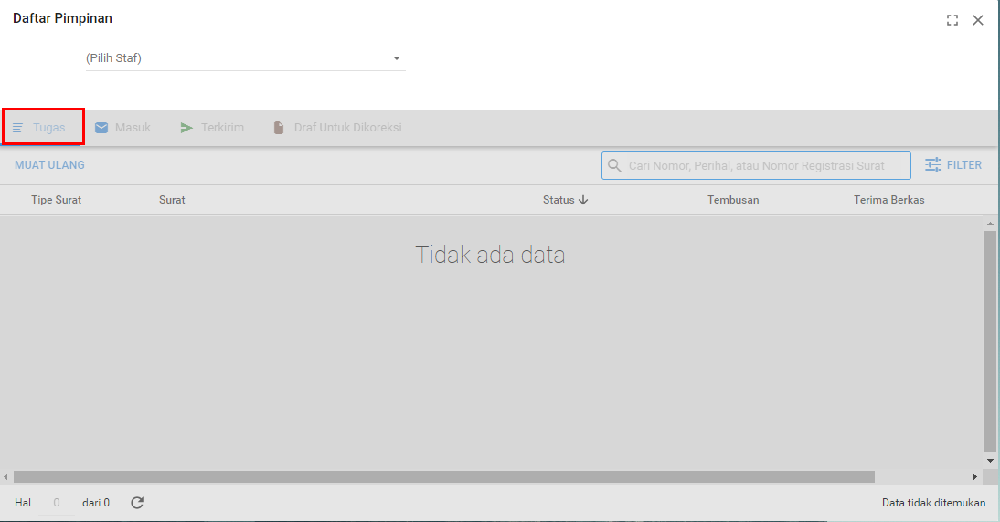 Daftar Pimpinan
(Pilih Staf)
Tugas Masuk Terkirim Draf Untuk Dikoreksi
MUAT ULANG Cari Nomor, Perihal, atau Nomor Registrasi Surat FILTER
Tipe Surat Surat Status Tembusan Terima Berkas
Tidak ada data
Hal 0 dari 0 Data tidak ditemukan